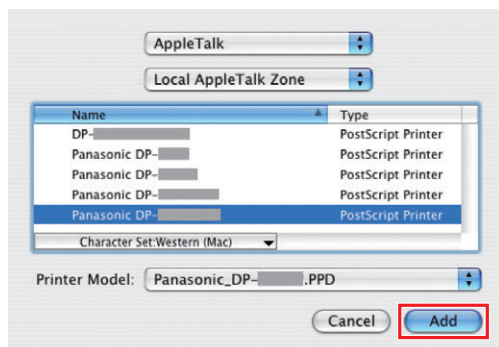 AppleTalk
Local AppleTalk Zone
Name Type
DP- PostScript Printer
Panasonic DP- PostScript Printer
Panasonic DP- PostScript Printer
Panasonic DP- PostScript Printer
Panasonic DP- PostScript Printer
Character Set:Western (Mac)
Printer Model: Panasonic_DP- .PPD
Cancel Add